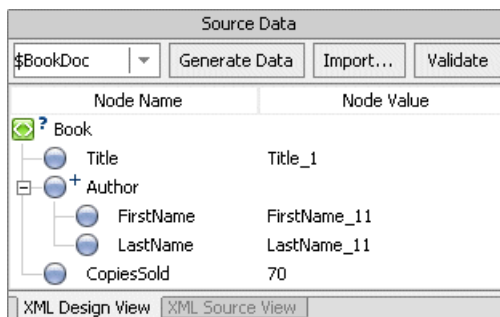 Source Data
$BookDoc Generate Data Import... Validate
Node Name Node Value
? Book
Title Title_1
+ Author
FirstName FirstName_11
LastName LastName_11
CopiesSold 70
XML Design View XML Source View